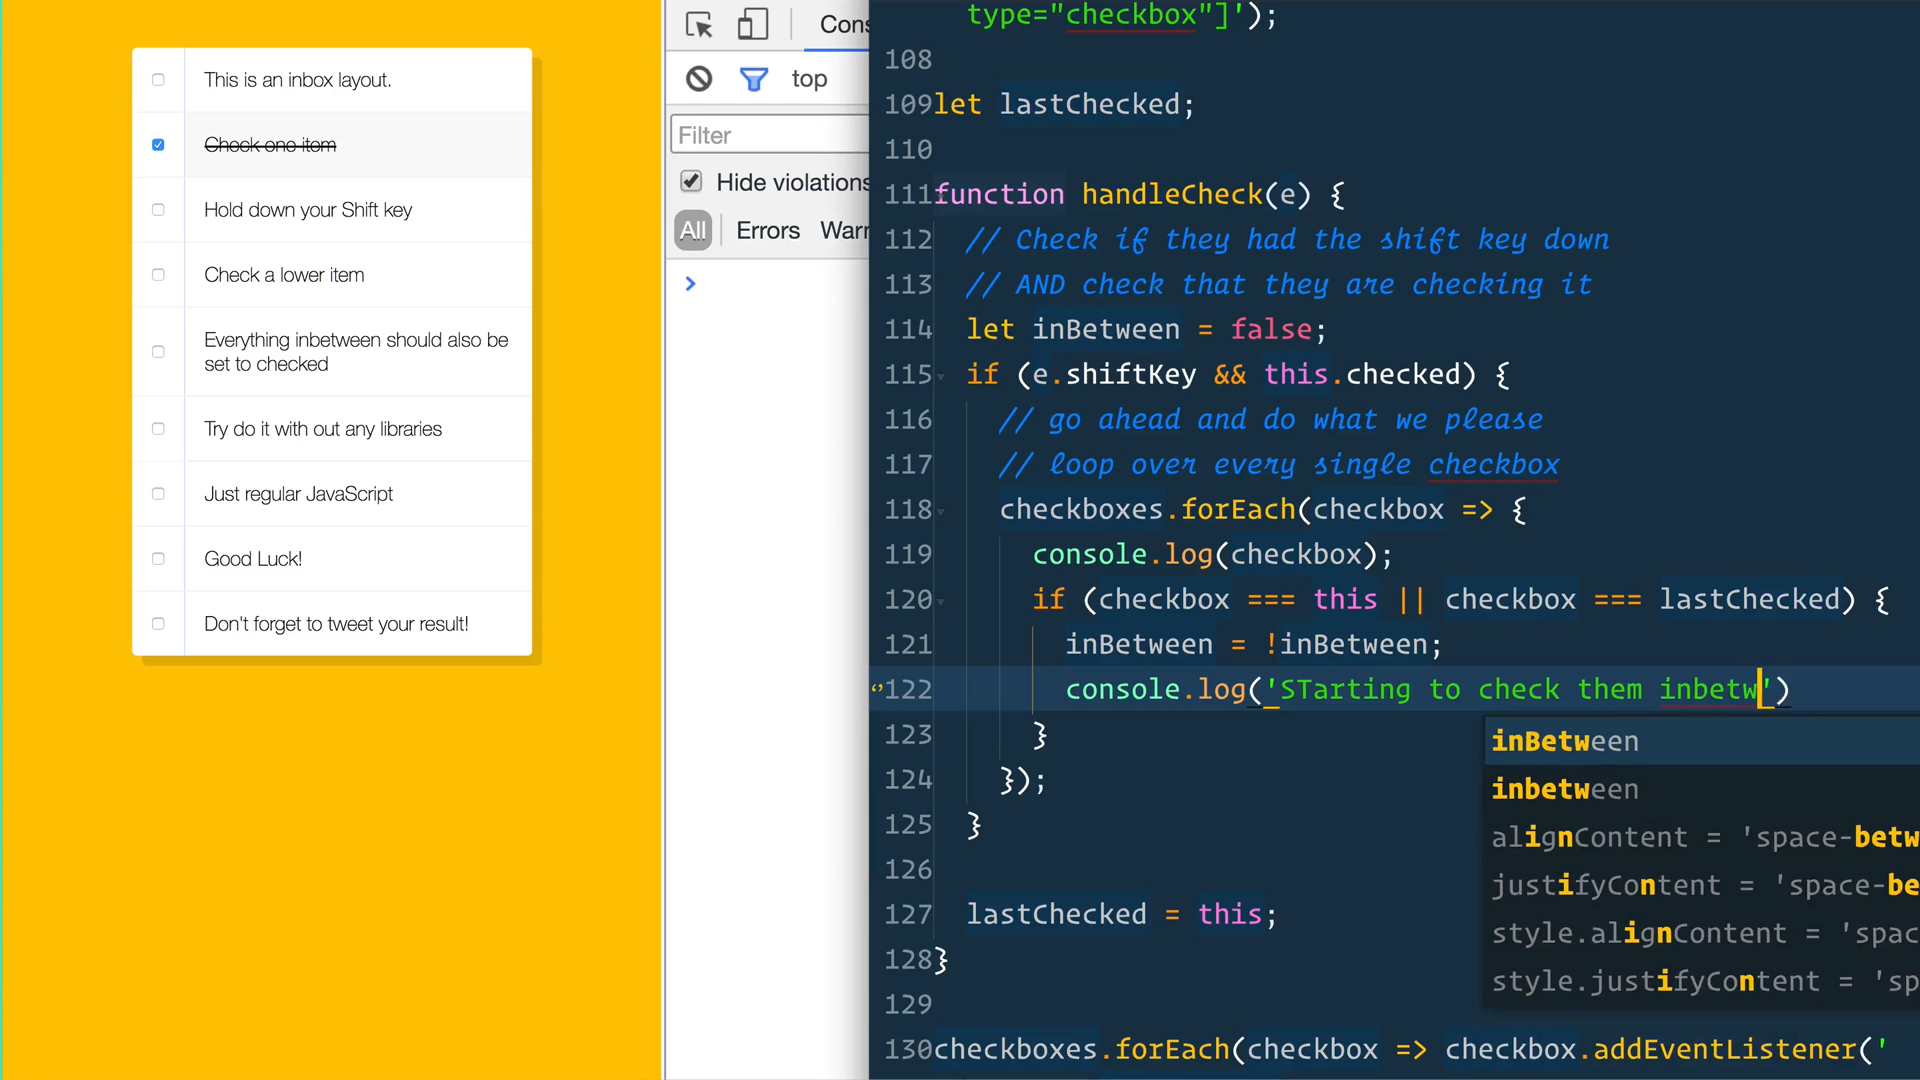 This is an inbox layout.
Check one item
Hold down your Shift key
Check a lower item
Everything inbetween should also be
set to checked
Try do it with out any libraries
Just regular JavaScript
Good Luck!
Don't forget to tweet your result!
Cons
top
Filter
Hide violations
All Errors Warr
type="checkbox"]');
108
109 let lastChecked;
110
111 function handleCheck(e) {
112 // Check if they had the shift key down
113 // AND check that they are checking it
114 let inBetween = false;
115 if (e.shiftKey && this.checked) {
116 // go ahead and do what we please
117 // loop over every single checkbox
118 checkboxes.forEach(checkbox => {
119 console.log(checkbox);
120 if (checkbox === this || checkbox === lastChecked) {
121 inBetween = !inBetween;
122 console.log('STarting to check them inbetw')
123 }
124 });
125 }
126
127 lastChecked = this;
128 }
129
130 checkboxes.forEach(checkbox => checkbox.addEventListener('
inBetween
inbetween
alignContent = 'space-betw
justifyContent = 'space-be
style.alignContent = 'spac
style.justifyContent = 'sp